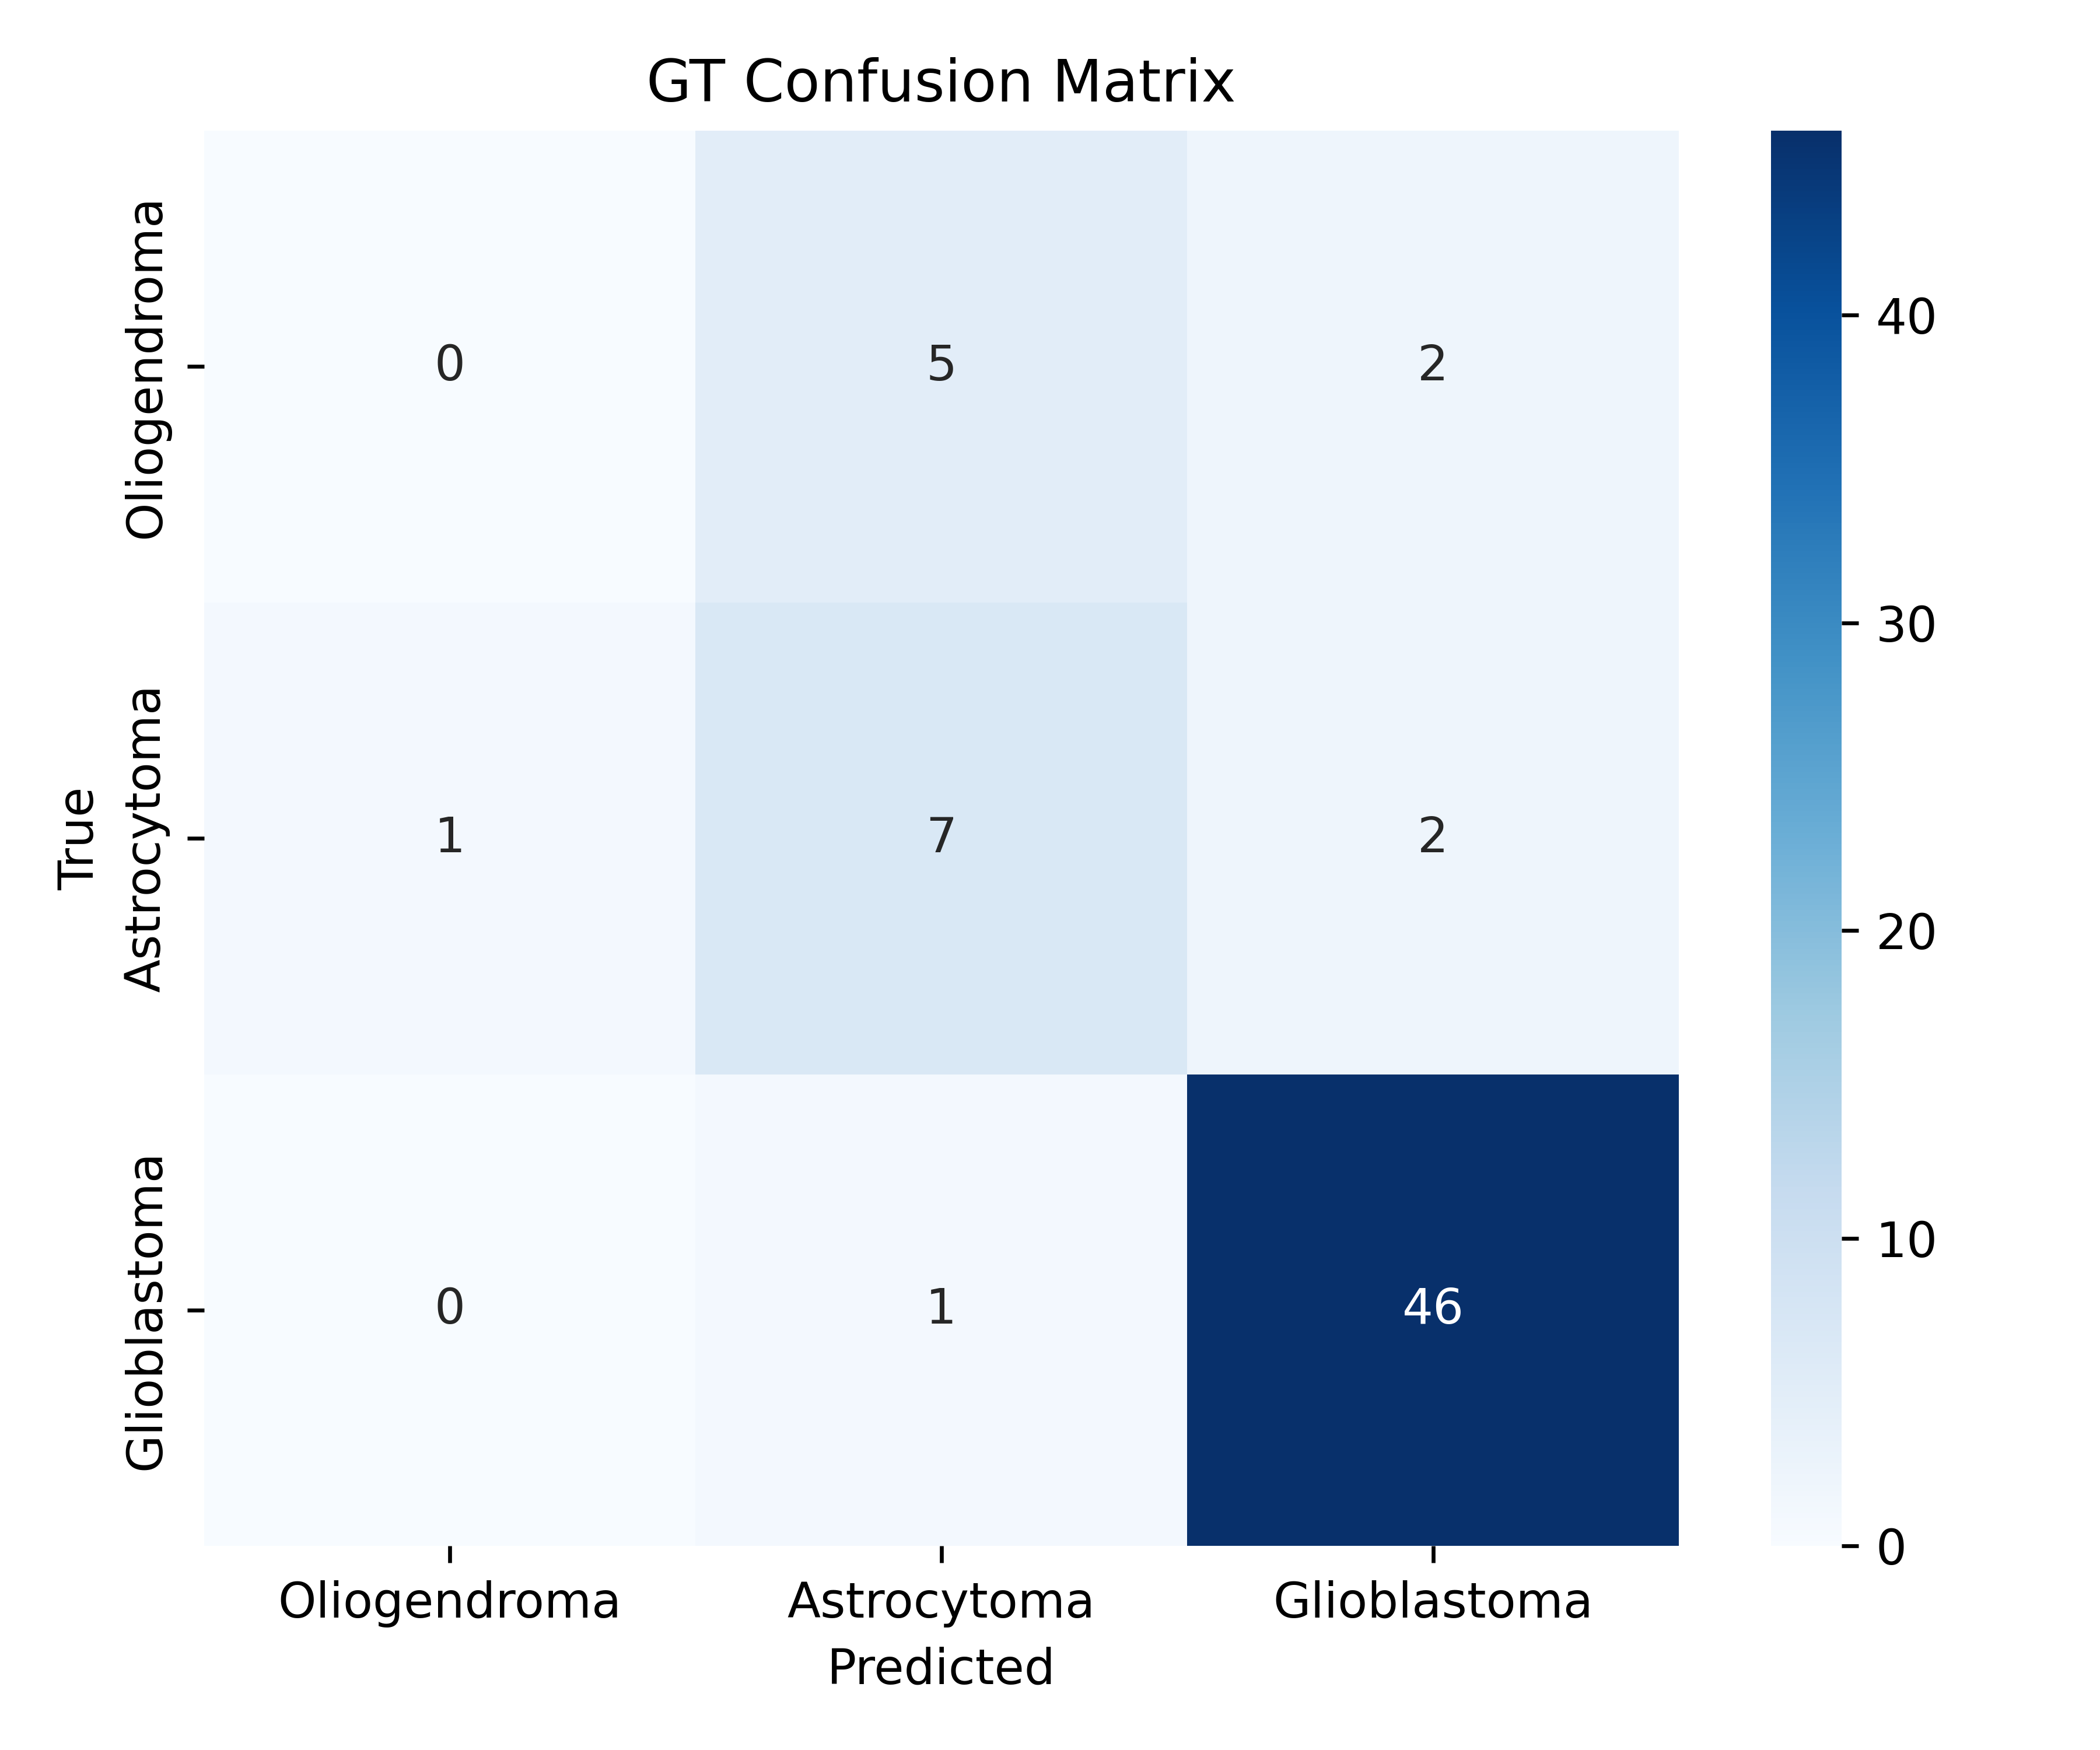 GT Confusion Matrix
True
Oliogendroma
0 5 2
Astrocytoma
1 7 2
Glioblastoma
0 1 46
Oliogendroma Astrocytoma Glioblastoma
Predicted
40
30
20
10
0